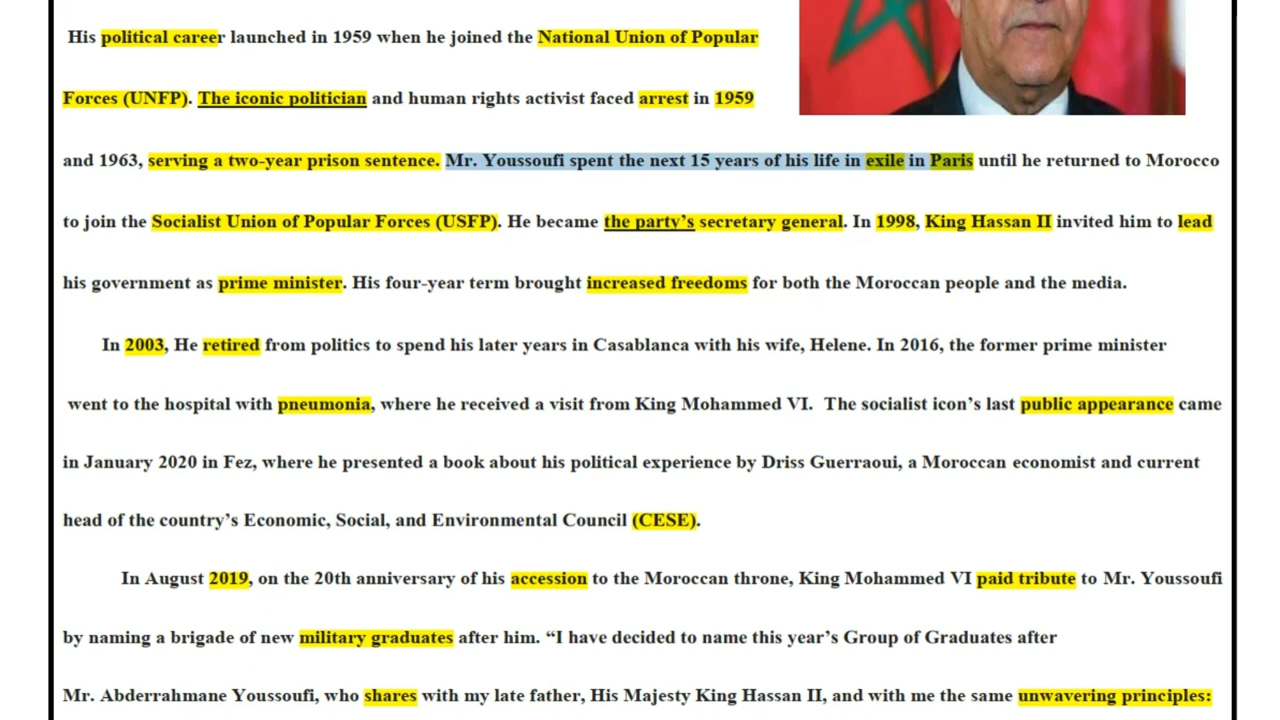 His political career launched in 1959 when he joined the National Union of Popular
Forces (UNFP). The iconic politician and human rights activist faced arrest in 1959
and 1963, serving a two-year prison sentence. Mr. Youssoufi spent the next 15 years of his life in exile in Paris until he returned to Morocco
to join the Socialist Union of Popular Forces (USFP). He became the party’s secretary general. In 1998, King Hassan II invited him to lead
his government as prime minister. His four-year term brought increased freedoms for both the Moroccan people and the media.
In 2003, He retired from politics to spend his later years in Casablanca with his wife, Helene. In 2016, the former prime minister
went to the hospital with pneumonia, where he received a visit from King Mohammed VI. The socialist icon’s last public appearance came
in January 2020 in Fez, where he presented a book about his political experience by Driss Guerraoui, a Moroccan economist and current
head of the country’s Economic, Social, and Environmental Council (CESE).
In August 2019, on the 20th anniversary of his accession to the Moroccan throne, King Mohammed VI paid tribute to Mr. Youssoufi
by naming a brigade of new military graduates after him. “I have decided to name this year’s Group of Graduates after
Mr. Abderrahmane Youssoufi, who shares with my late father, His Majesty King Hassan II, and with me the same unwavering principles: